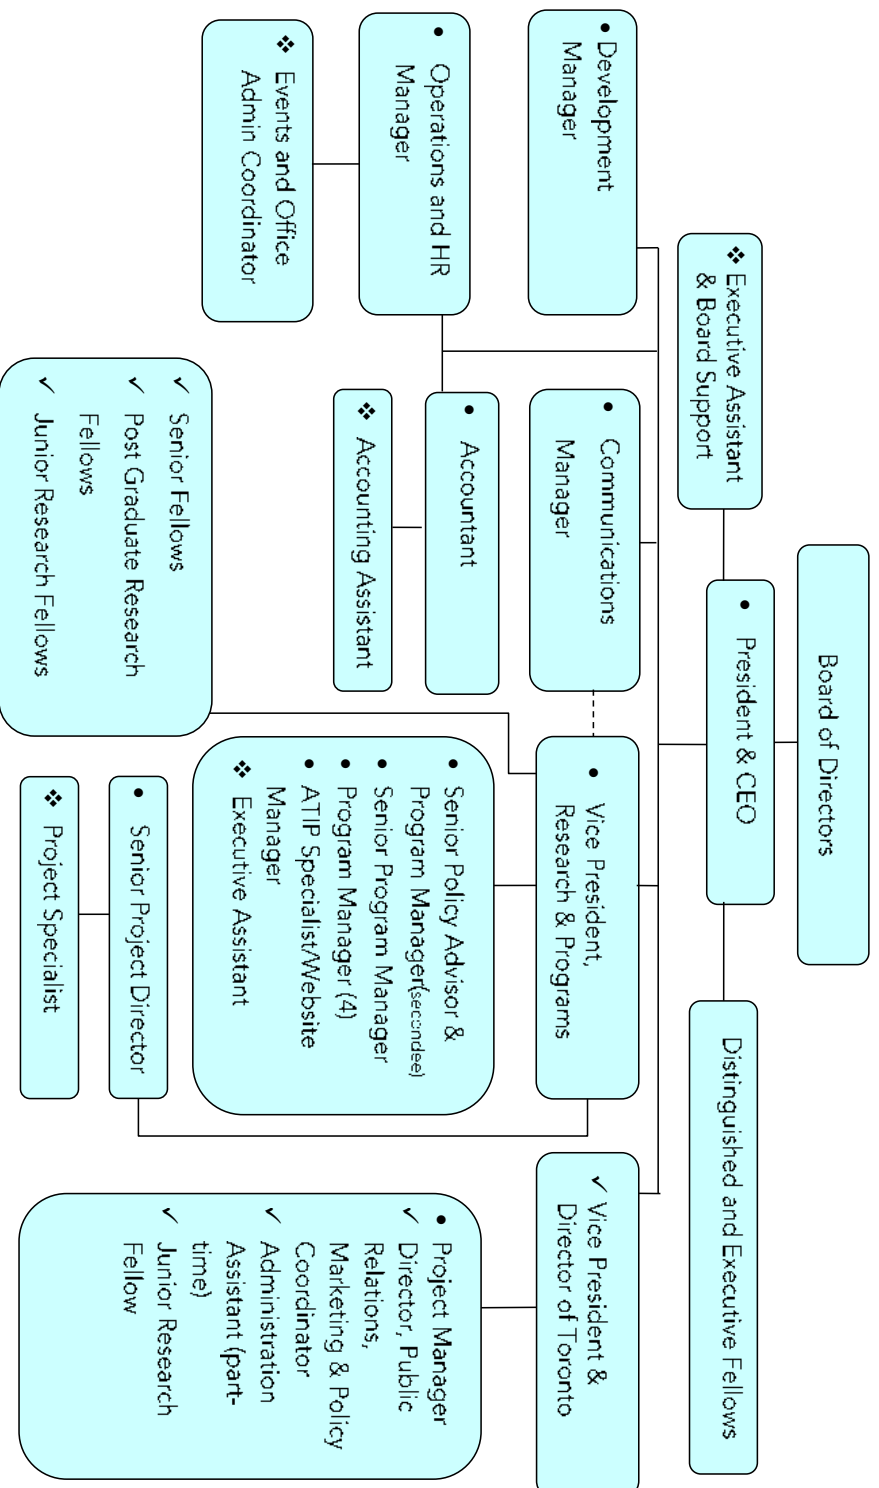 Board of Directors
❖ Executive Assistant
& Board Support
• President & CEO
Distinguished and Executive Fellows
• Development
Manager
• Communications
Manager
• Vice President,
Research & Programs
✓ Vice President &
Director of Toronto
• Operations and HR
Manager
• Accountant
❖ Events and Office
Admin Coordinator
❖ Accounting Assistant
• Senior Policy Advisor &
Program Manager(secondee)
• Senior Program Manager
• Program Manager (4)
• ATIP Specialist/Website
Manager
❖ Executive Assistant
• Project Manager
✓ Director, Public
Relations,
Marketing & Policy
Coordinator
✓ Administration
Assistant (part-
time)
✓ Junior Research
Fellow
✓ Senior Fellows
✓ Post Graduate Research
Fellows
✓ Junior Research Fellows
• Senior Project Director
❖ Project Specialist